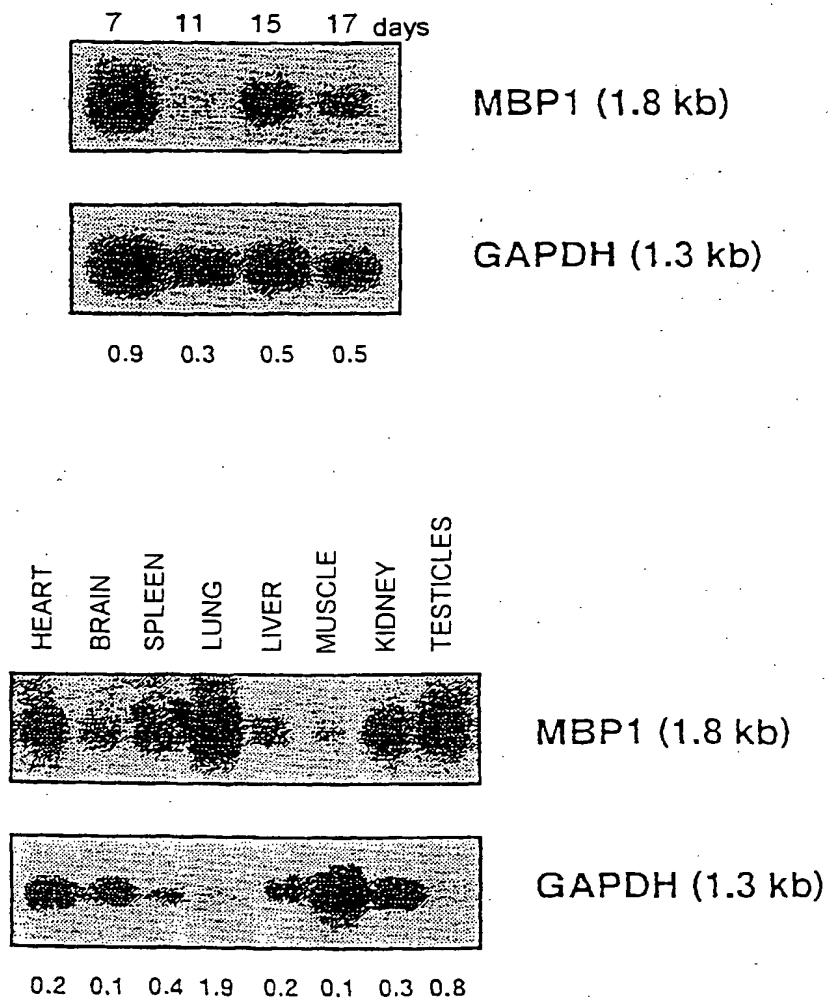 7 11 15 17 days
MBP1 (1.8 kb)
GAPDH (1.3 kb)
0.9 0.3 0.5 0.5
HEART BRAIN SPLEEN LUNG LIVER MUSCLE KIDNEY TESTICLES
MBP1 (1.8 kb)
GAPDH (1.3 kb)
0.2 0.1 0.4 1.9 0.2 0.1 0.3 0.8